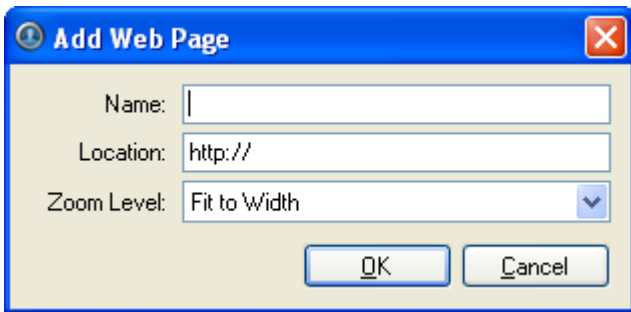 Add Web Page
Name:
Location: http://
Zoom Level: Fit to Width
OK Cancel